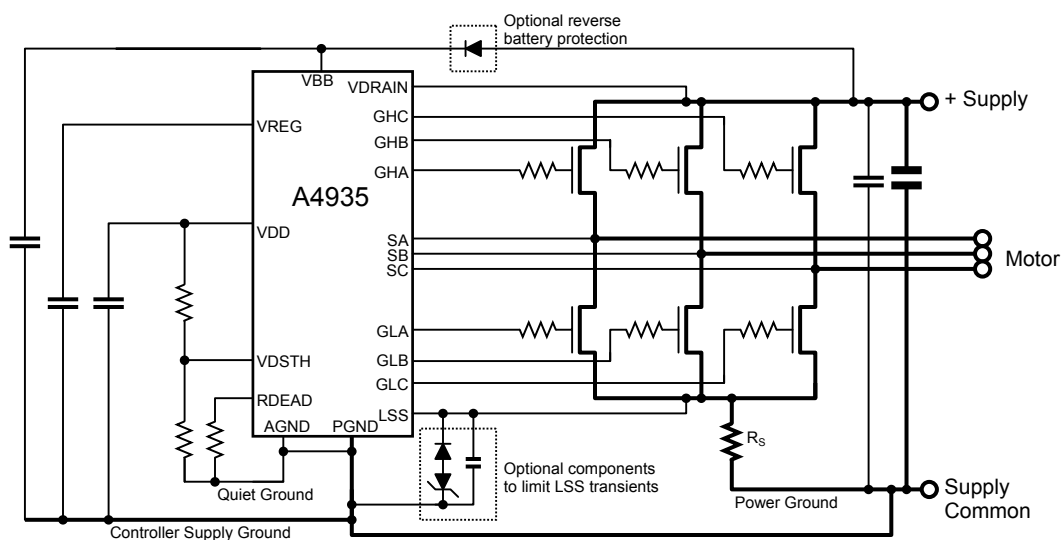 Optional reverse
battery protection
VBB
VDRAIN
+ Supply
GHC
VREG
GHB
GHA
A4935
VDD
SA
SB
SC
Motor
GLA
VDSTH
GLB
GLC
RDEAD
LSS
AGND
PGND
RS
Optional components
to limit LSS transients
Quiet Ground
Power Ground
Supply
Common
Controller Supply Ground